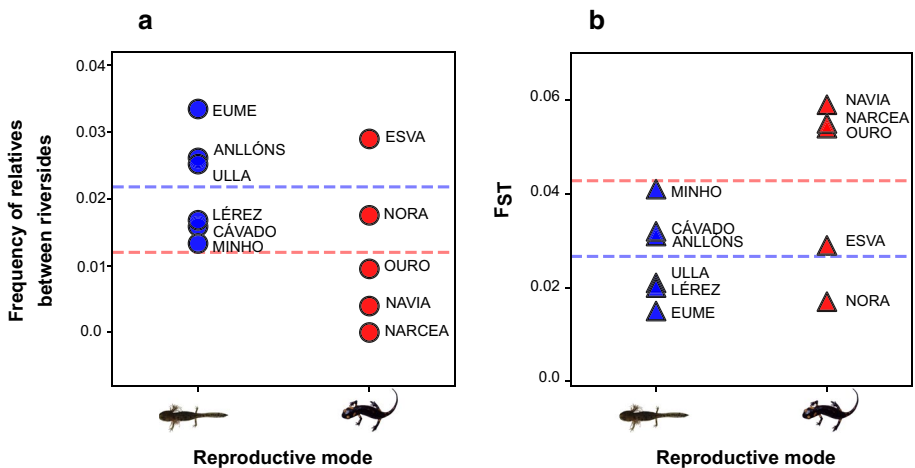 a
Frequency of relatives
between riversides
0.04
0.03
0.02
0.01
0.0
EUME
ANLLÓNS
ULLA
LÉREZ
CÁVADO
MINHO
ESVA
NORA
OURO
NAVIA
NARCEA
Reproductive mode
b
FST
0.06
0.04
0.02
0.0
MINHO
CÁVADO
ANLLÓNS
ULLA
LÉREZ
EUME
NAVIA
NARCEA
OURO
ESVA
NORA
Reproductive mode